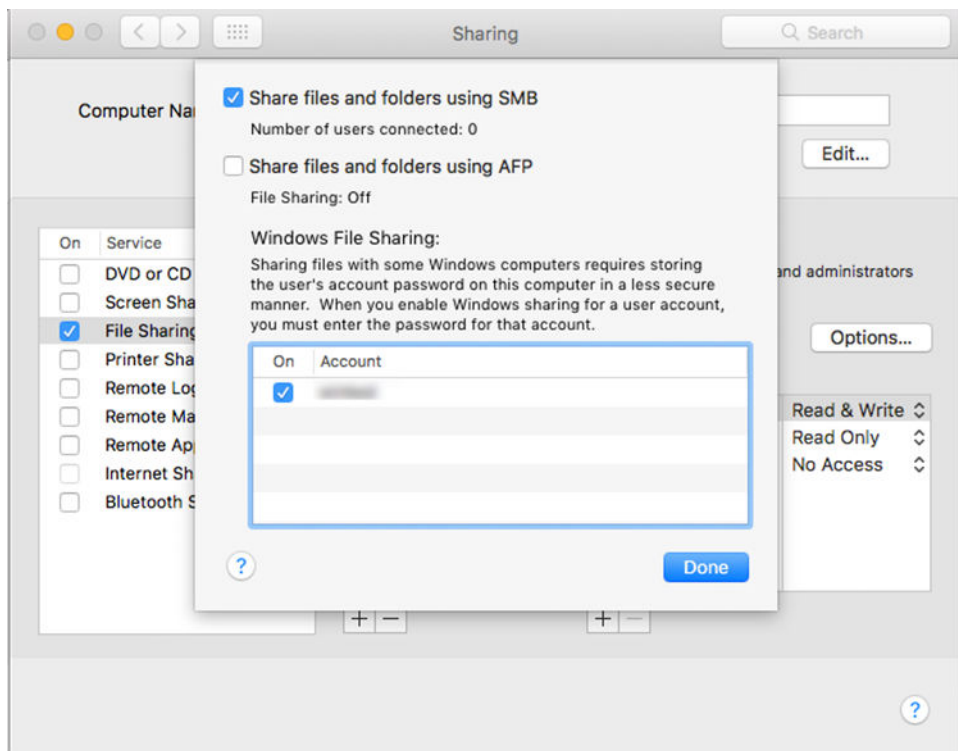 Sharing
Search
Computer Na
Edit...
Share files and folders using SMB
Number of users connected: 0
Share files and folders using AFP
File Sharing: Off
Windows File Sharing:
Sharing files with some Windows computers requires storing
the user's account password on this computer in a less secure
manner. When you enable Windows sharing for a user account,
you must enter the password for that account.
On Account
Done
?
On Service
DVD or CD
Screen Sha
File Sharing
Printer Sha
Remote Log
Remote Ma
Remote Ap
Internet Sh
Bluetooth S
and administrators
Options...
Read & Write
Read Only
No Access
+ −
+ −
?